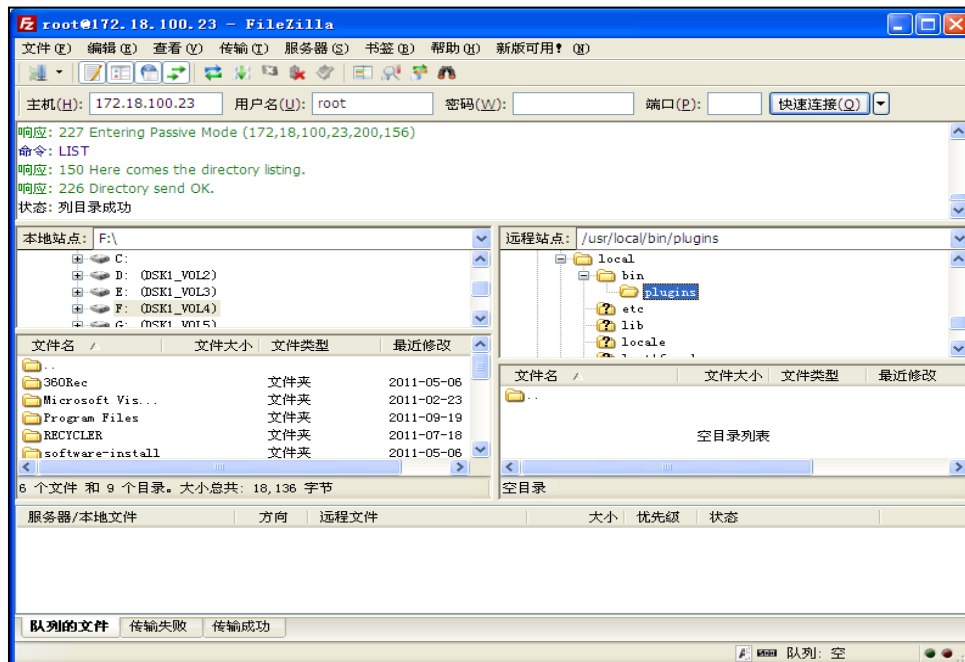 root@172.18.100.23 - FileZilla
文件(F) 编辑(E) 查看(V) 传输(T) 服务器(S) 书签(B) 帮助(H) 新版可用! (N)
主机(H): 172.18.100.23 用户名(U): root 密码(W): 端口(P): 快速连接(Q)
响应: 227 Entering Passive Mode (172,18,100,23,200,156)
命令: LIST
响应: 150 Here comes the directory listing.
响应: 226 Directory send OK.
状态: 列目录成功
本地站点: F:\
C:
D: (DSK1_VOL2)
E: (DSK1_VOL3)
F: (DSK1_VOL4)
G: (DSK1_VOL5)
文件名 文件大小 文件类型 最近修改
..
360Rec 文件夹 2011-05-06
Microsoft Vis... 文件夹 2011-02-23
Program Files 文件夹 2011-09-19
RECYCLER 文件夹 2011-07-18
software-install 文件夹 2011-05-06
6 个文件 和 9 个目录。大小总共: 18,136 字节
远程站点: /usr/local/bin/plugins
local
bin
plugins
etc
lib
locale
文件名 文件大小 文件类型 最近修改
..
空目录列表
空目录
服务器/本地文件 方向 远程文件 大小 优先级 状态
队列的文件 传输失败 传输成功
队列: 空